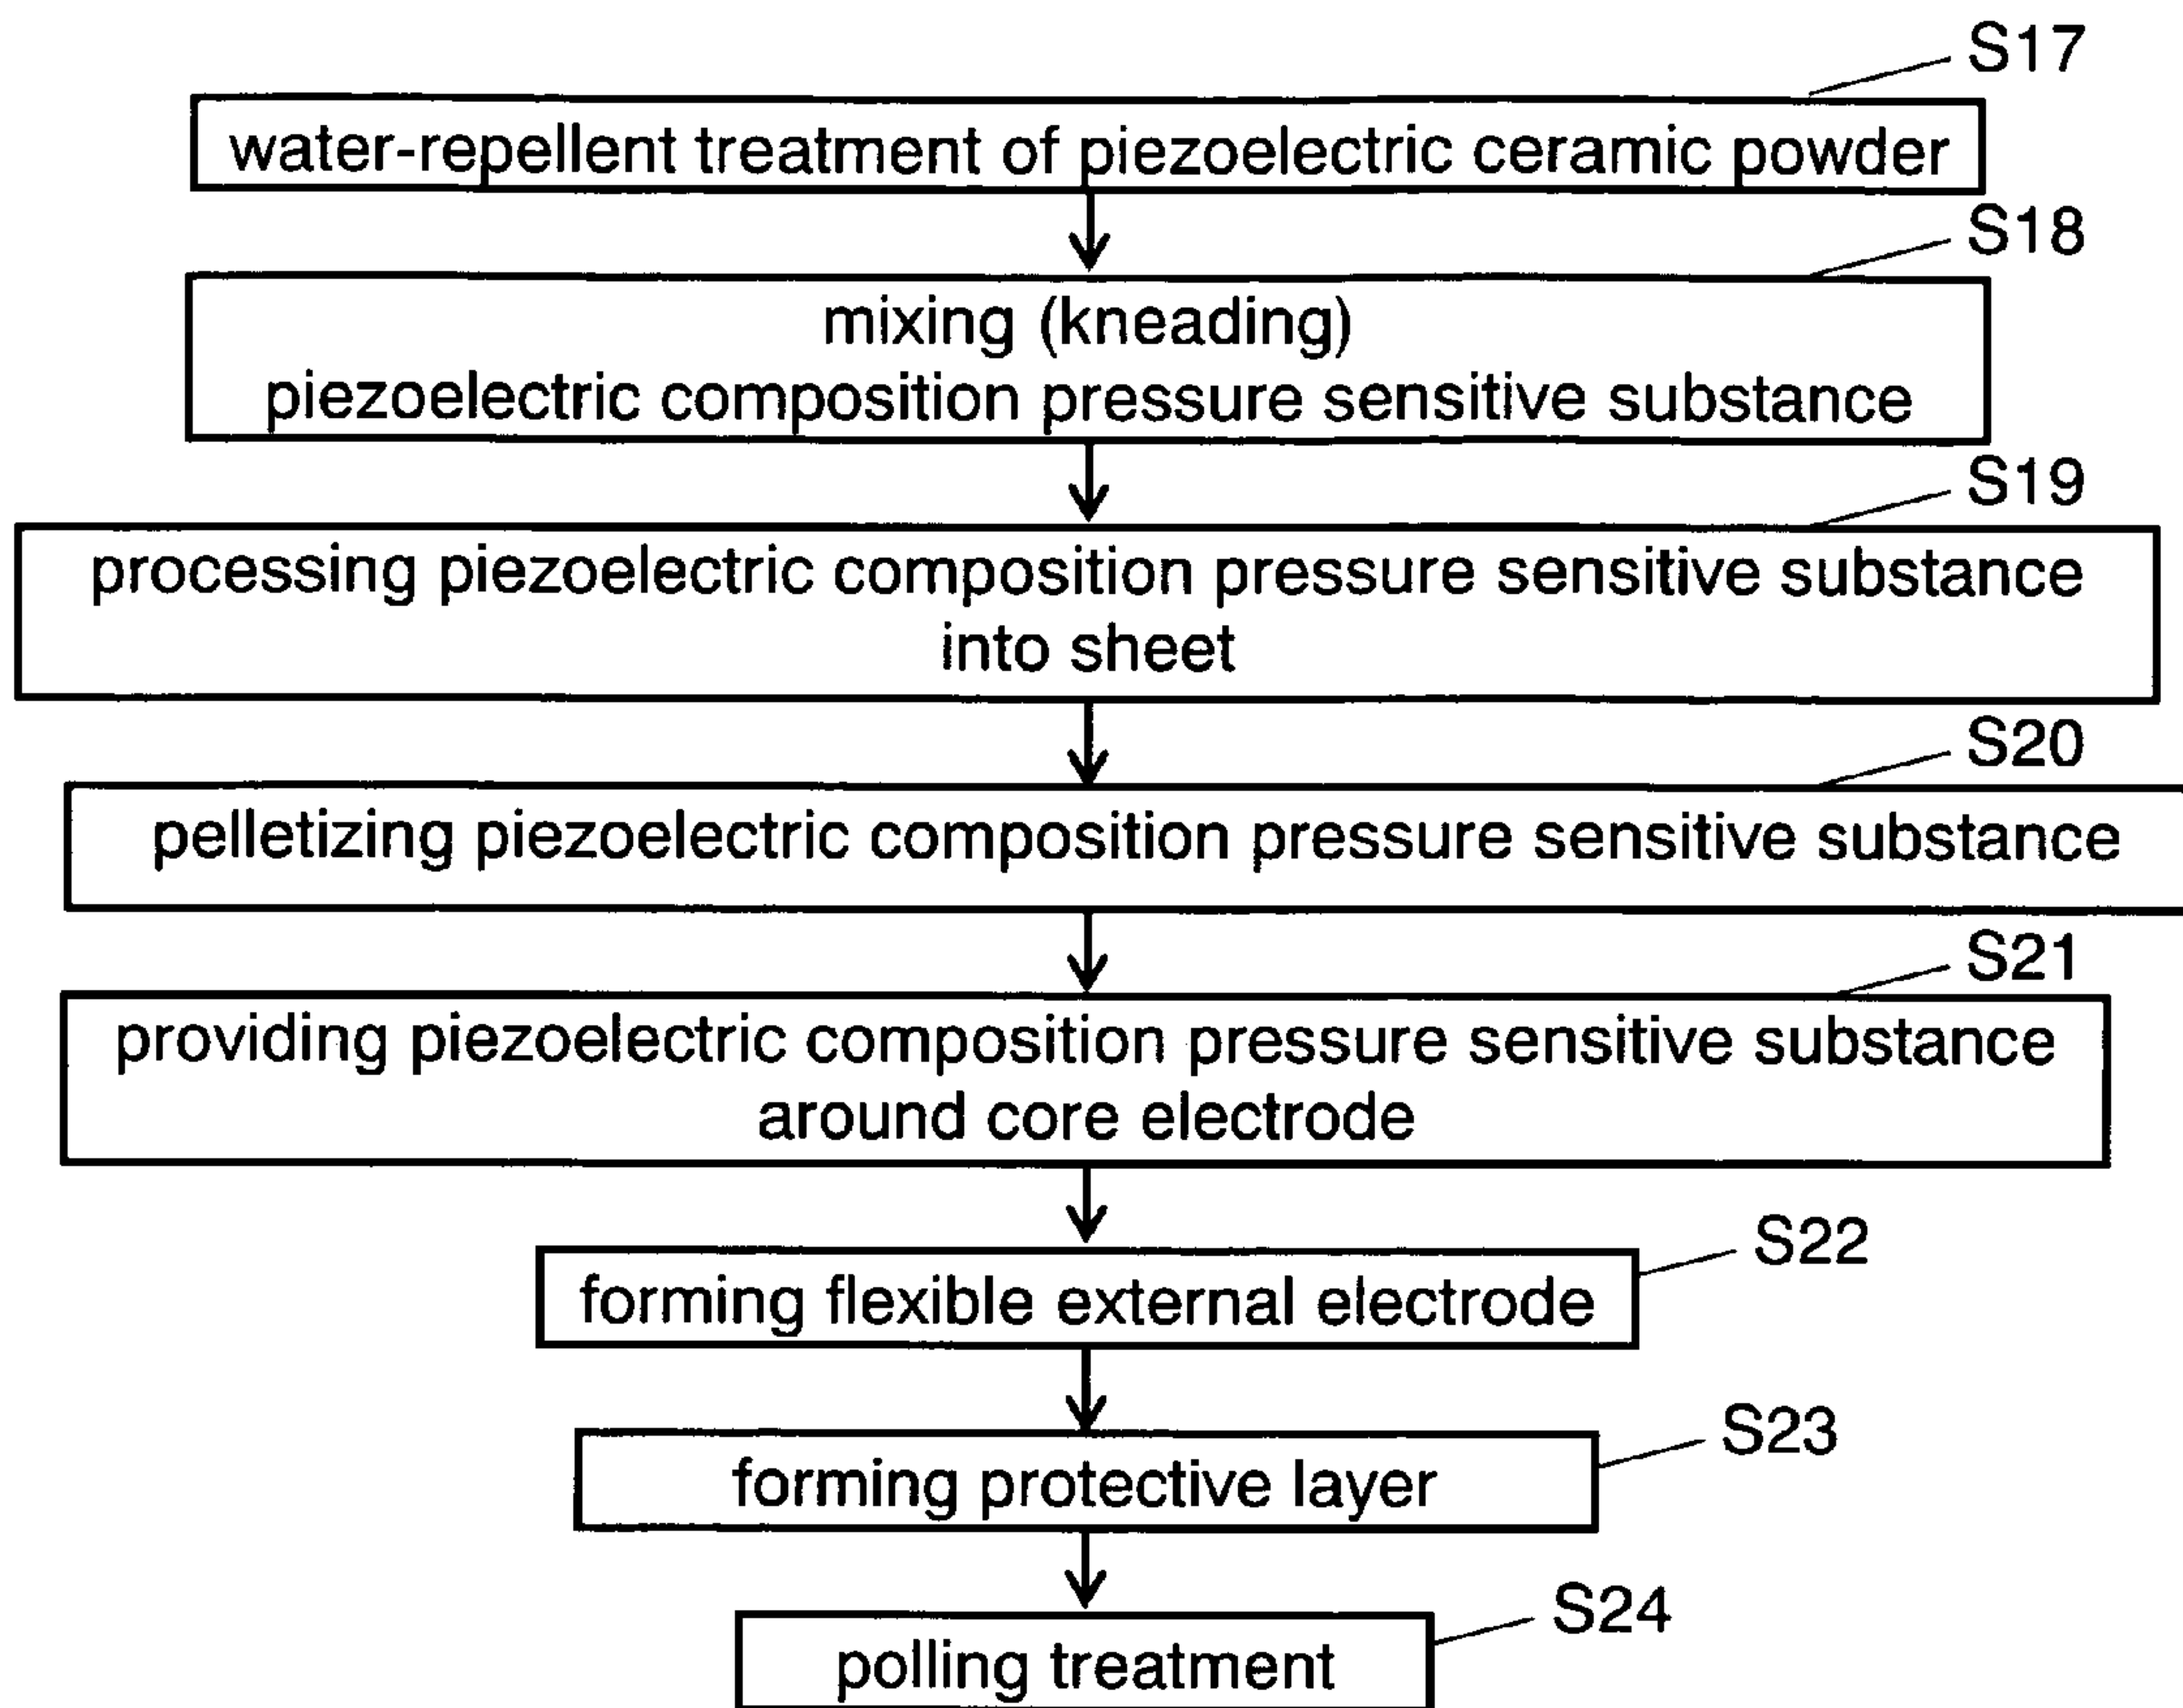 S17
water-repellent treatment of piezoelectric ceramic powder
S18
mixing (kneading)
piezoelectric composition pressure sensitive substance
S19
processing piezoelectric composition pressure sensitive substance
into sheet
S20
pelletizing piezoelectric composition pressure sensitive substance
S21
providing piezoelectric composition pressure sensitive substance
around core electrode
S22
forming flexible external electrode
S23
forming protective layer
S24
polling treatment